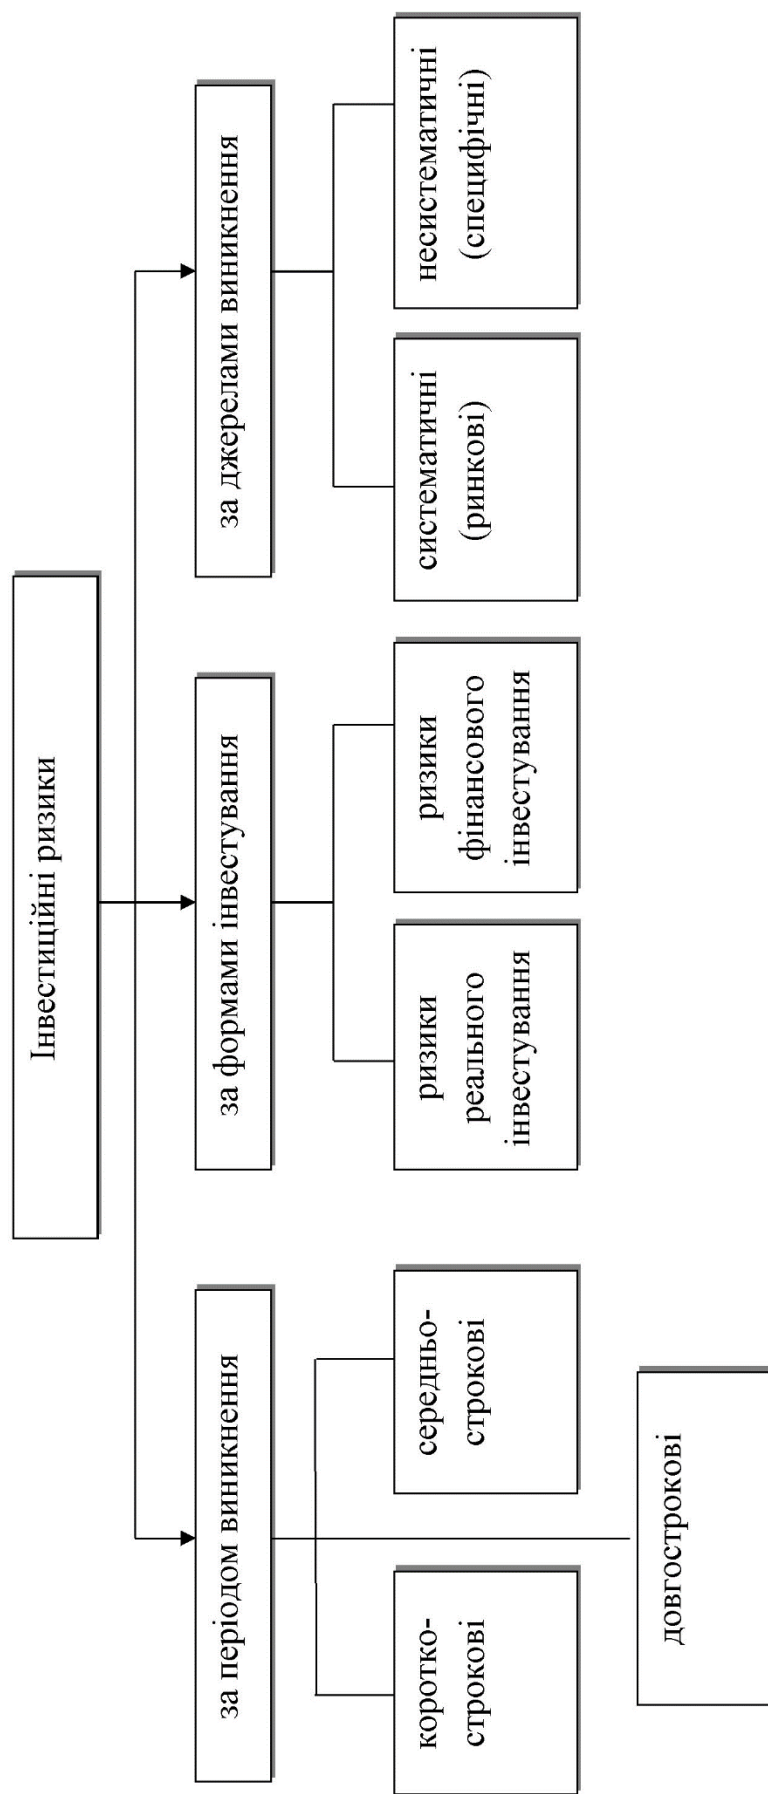 Інвестиційні ризики
за періодом виникнення
за формами інвестування
за джерелами виникнення
коротко-
строкові
середньо-
строкові
ризики
реального
інвестування
ризики
фінансового
інвестування
систематичні
(ринкові)
несистематичні
(специфічні)
довгострокові